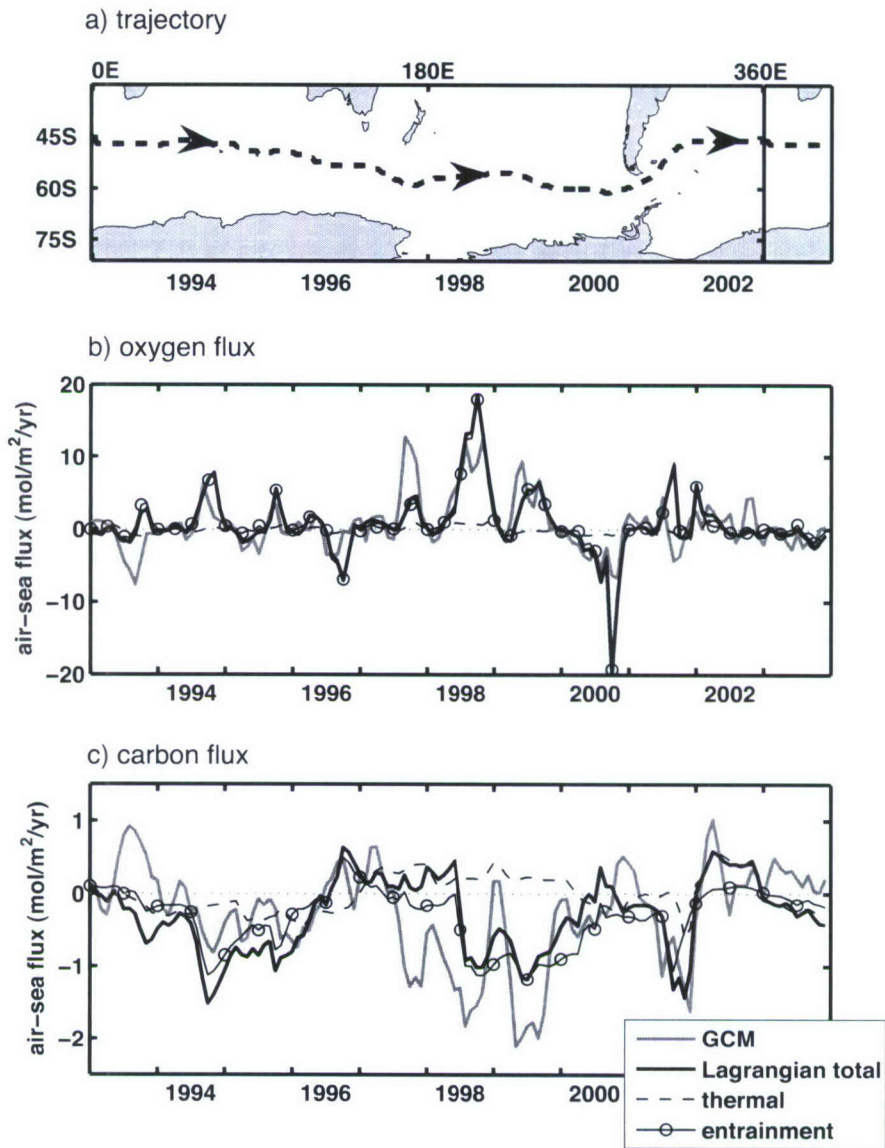 a) trajectory
0E 180E 360E
45S
60S
75S
1994 1996 1998 2000 2002
b) oxygen flux
air-sea flux (mol/m²/yr)
20
10
0
-10
-20
1994 1996 1998 2000 2002
c) carbon flux
air-sea flux (mol/m²/yr)
1
0
-1
-2
1994 1996 1998 2000
GCM
Lagrangian total
thermal
entrainment